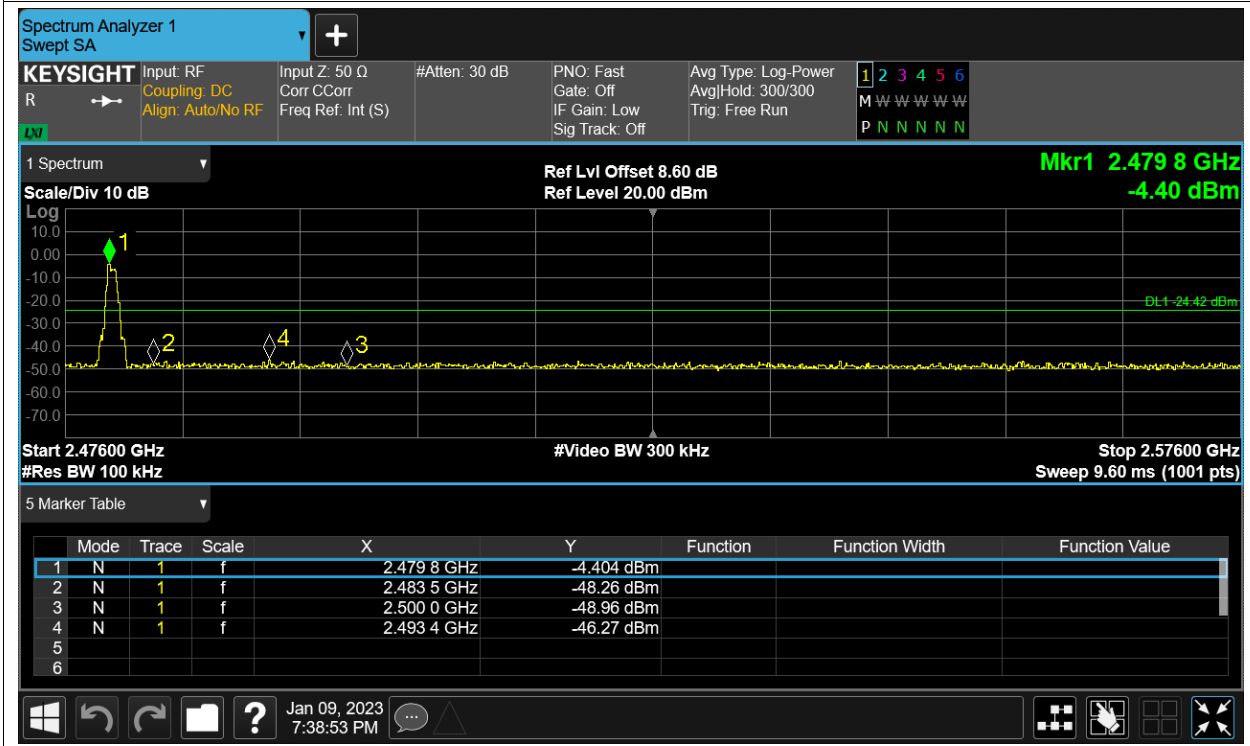 Spectrum Analyzer 1
Swept SA
+
KEYSIGHT Input: RF Input Z: 50 Ω #Atten: 30 dB PNO: Fast Avg Type: Log-Power 1 2 3 4 5 6
R Coupling: DC Corr CCorr Gate: Off Avg|Hold: 300/300 M W W W W W
Align: Auto/No RF Freq Ref: Int (S) IF Gain: Low Trig: Free Run
LXI Sig Track: Off P N N N N N
1 Spectrum Ref Lvl Offset 8.60 dB Mkr1 2.479 8 GHz
Scale/Div 10 dB Ref Level 20.00 dBm -4.40 dBm
Log
10.0
1
0.00
-10.0
-20.0 DL1 -24.42 dBm
-30.0
-40.0 2 4 3
-50.0
-60.0
-70.0
Start 2.47600 GHz #Video BW 300 kHz Stop 2.57600 GHz
#Res BW 100 kHz Sweep 9.60 ms (1001 pts)
5 Marker Table
Mode Trace Scale X Y Function Function Width Function Value
1 N 1 f 2.479 8 GHz -4.404 dBm
2 N 1 f 2.483 5 GHz -48.26 dBm
3 N 1 f 2.500 0 GHz -48.96 dBm
4 N 1 f 2.493 4 GHz -46.27 dBm
5
6
? Jan 09, 2023
7:38:53 PM